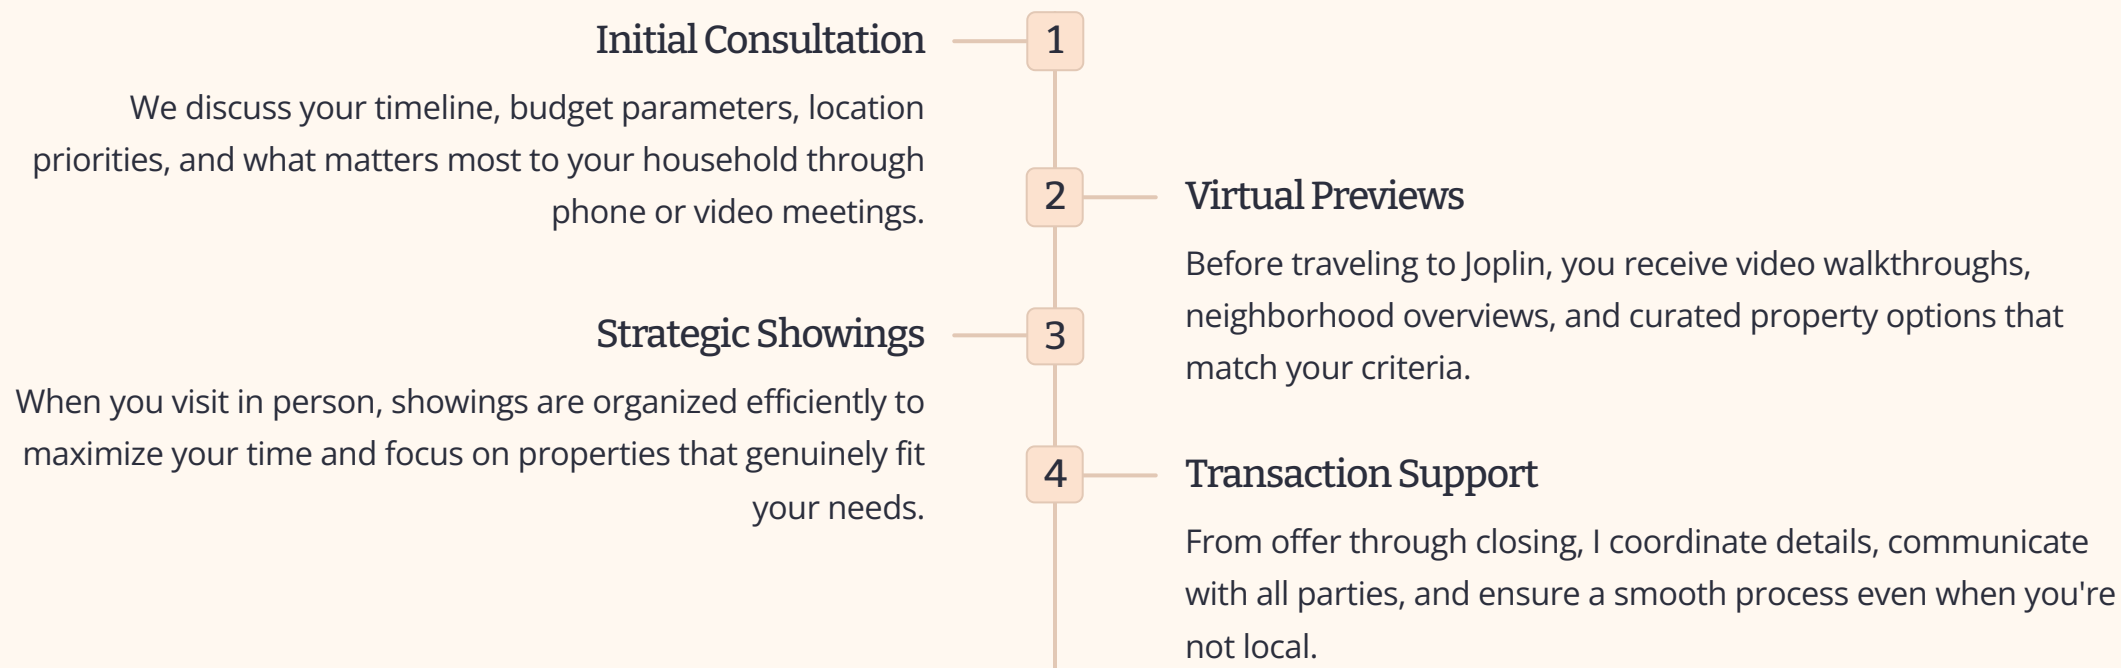 Initial Consultation
1
We discuss your timeline, budget parameters, location
priorities, and what matters most to your household through
phone or video meetings.
2
Virtual Previews
Before traveling to Joplin, you receive video walkthroughs,
neighborhood overviews, and curated property options that
match your criteria.
Strategic Showings
3
When you visit in person, showings are organized efficiently to
maximize your time and focus on properties that genuinely fit
your needs.
4
Transaction Support
From offer through closing, I coordinate details, communicate
with all parties, and ensure a smooth process even when you're
not local.